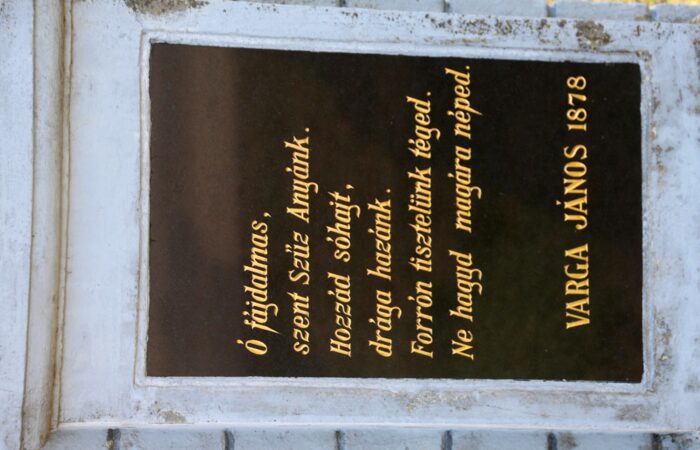 Ó fájdalmas,
szent Szűz Anyánk.
Hozzád sóhajt,
drága hazánk.
Forrón tisztelünk téged.
Ne hagyd magára néped.
VARGA JÁNOS 1878